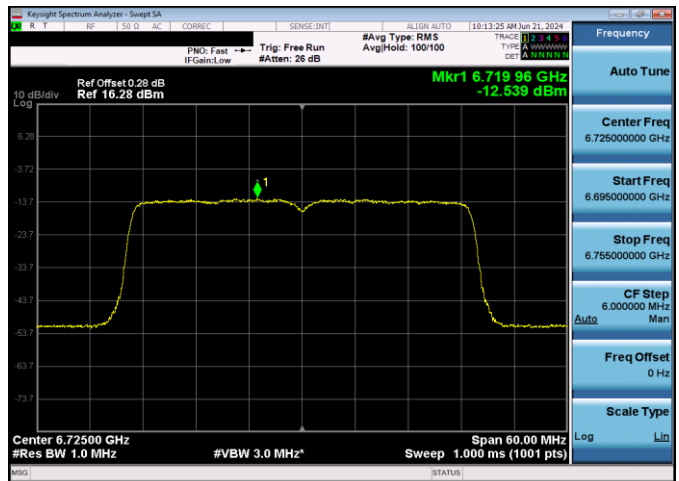 Keysight Spectrum Analyzer - Swept SA
R T RF 50 Ω AC CORREC SENSE:INT ALIGN AUTO 10:13:25 AM Jun 21, 2024
PNO: Fast Trig: Free Run #Avg Type: RMS TRACE 1 2 3 4 5 6
IFGain:Low #Atten: 26 dB Avg|Hold: 100/100 TYPE A WWWWW
DET A N N N N N
Frequency
Mkr1 6.719 96 GHz
-12.539 dBm
Ref Offset 0.28 dB
10 dB/div Ref 16.28 dBm
Log
6.28
-3.72
-13.7
-23.7
-33.7
-43.7
-53.7
-63.7
-73.7
1
Center 6.72500 GHz Span 60.00 MHz
#Res BW 1.0 MHz #VBW 3.0 MHz* Sweep 1.000 ms (1001 pts)
MSG STATUS
Auto Tune
Center Freq
6.725000000 GHz
Start Freq
6.695000000 GHz
Stop Freq
6.755000000 GHz
CF Step
6.000000 MHz
Auto Man
Freq Offset
0 Hz
Scale Type
Log Lin